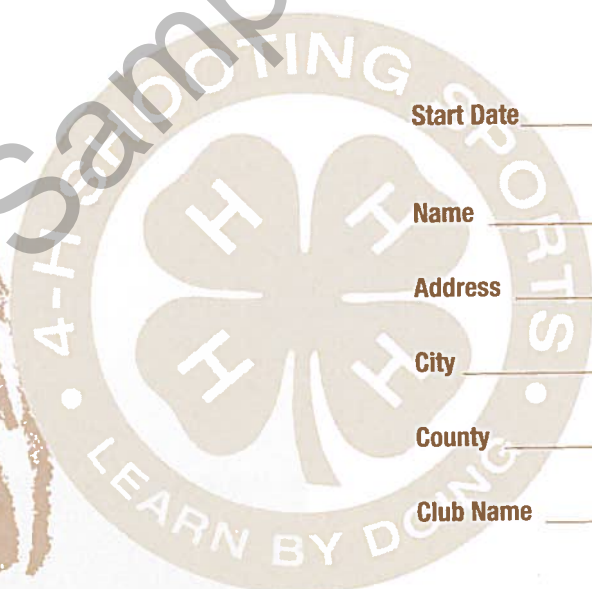 Sample
4-H SHOOTING SPORTS
LEARN BY DOING
H H
H H
Start Date
Name
Address
City
County
Club Name